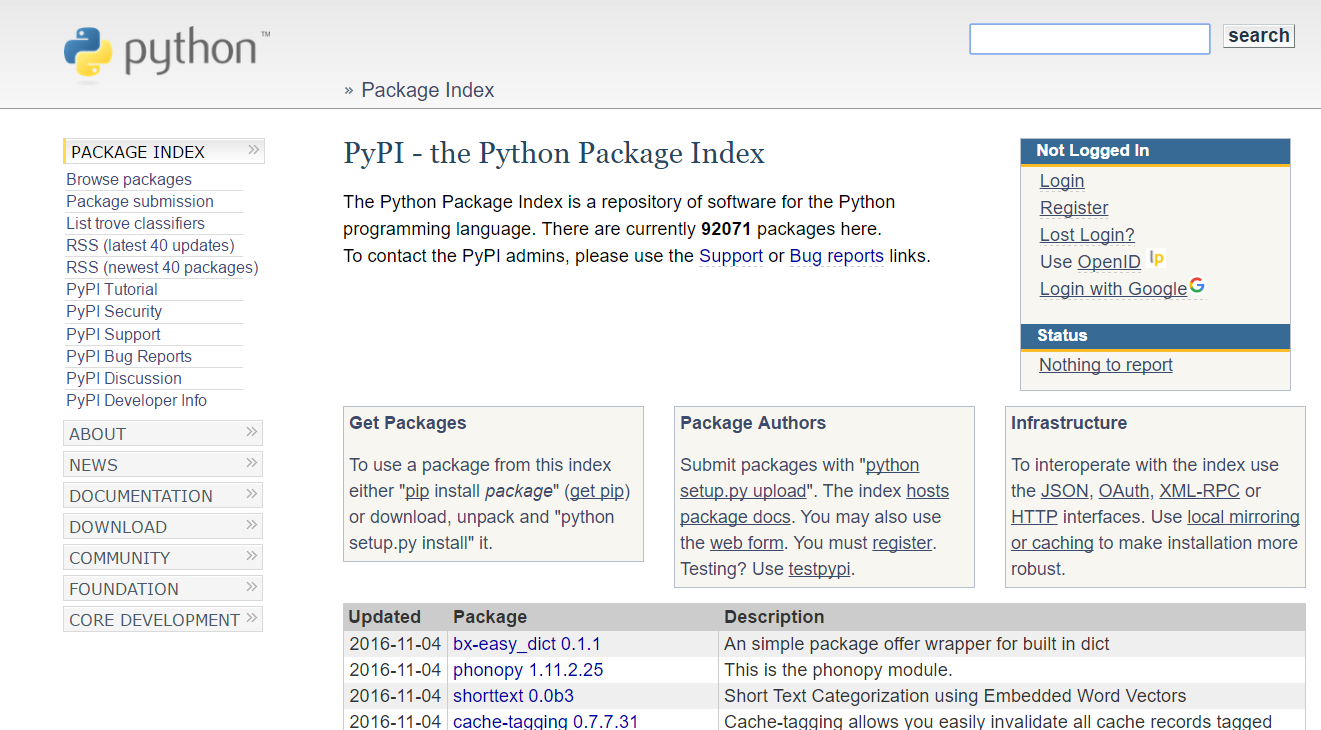 python™
search
» Package Index
PACKAGE INDEX »
Browse packages
Package submission
List trove classifiers
RSS (latest 40 updates)
RSS (newest 40 packages)
PyPI Tutorial
PyPI Security
PyPI Support
PyPI Bug Reports
PyPI Discussion
PyPI Developer Info
ABOUT »
NEWS »
DOCUMENTATION »
DOWNLOAD »
COMMUNITY »
FOUNDATION »
CORE DEVELOPMENT »
PyPI - the Python Package Index
The Python Package Index is a repository of software for the Python
programming language. There are currently 92071 packages here.
To contact the PyPI admins, please use the Support or Bug reports links.
Not Logged In
Login
Register
Lost Login?
Use OpenID lp
Login with Google G
Status
Nothing to report
Get Packages
To use a package from this index
either "pip install package" (get pip)
or download, unpack and "python
setup.py install" it.
Package Authors
Submit packages with "python
setup.py upload". The index hosts
package docs. You may also use
the web form. You must register.
Testing? Use testpypi.
Infrastructure
To interoperate with the index use
the JSON, OAuth, XML-RPC or
HTTP interfaces. Use local mirroring
or caching to make installation more
robust.
Updated Package Description
2016-11-04 bx-easy_dict 0.1.1 An simple package offer wrapper for built in dict
2016-11-04 phonopy 1.11.2.25 This is the phonopy module.
2016-11-04 shorttext 0.0b3 Short Text Categorization using Embedded Word Vectors
2016-11-04 cache-tagging 0.7.7.31 Cache-tagging allows you easily invalidate all cache records tagged